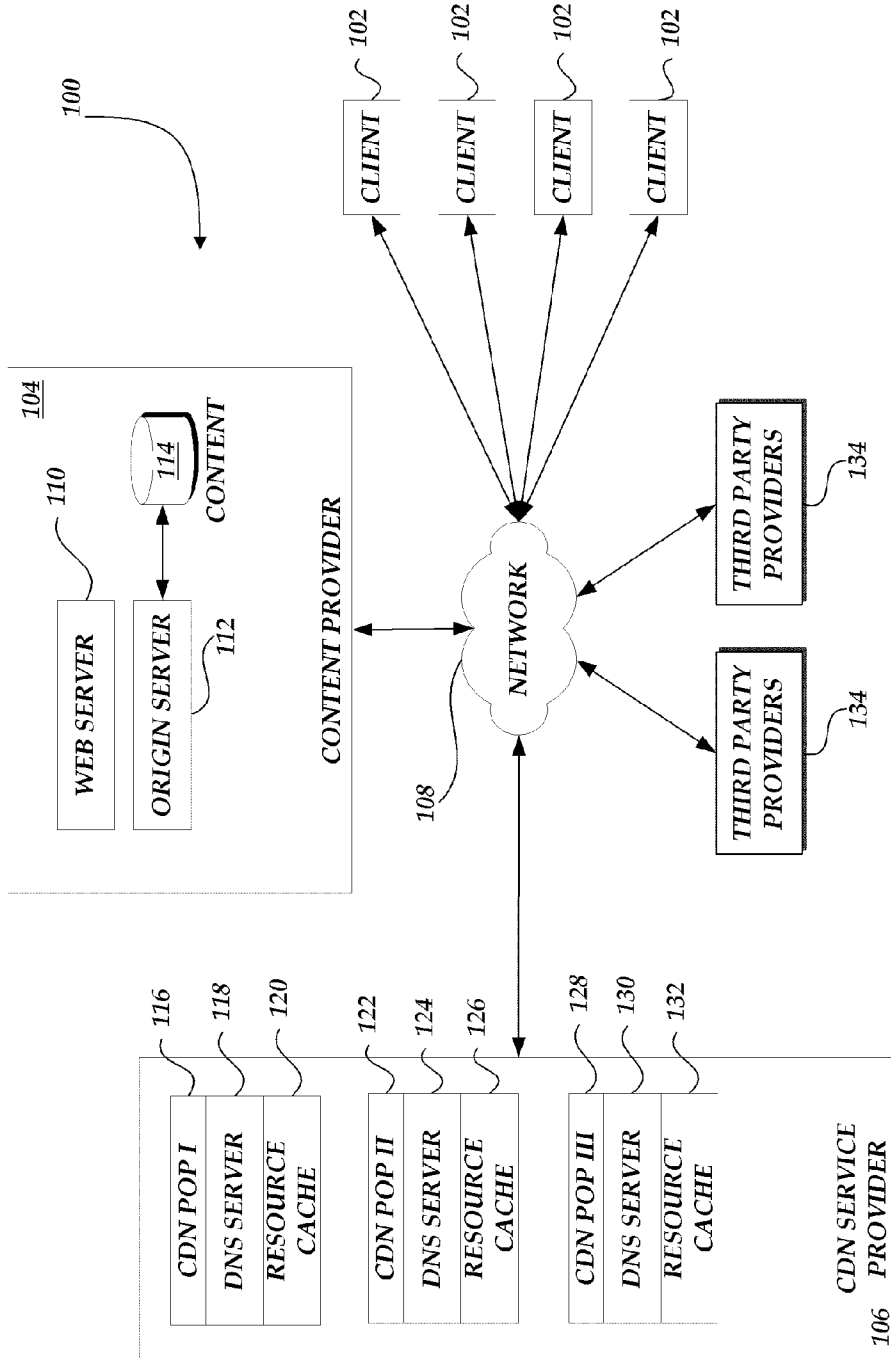 100
104
110
WEB SERVER
ORIGIN SERVER
112
114
CONTENT
CONTENT PROVIDER
116
118
120
CDN POP I
DNS SERVER
RESOURCE
CACHE
122
124
126
CDN POP II
DNS SERVER
RESOURCE
CACHE
128
130
132
CDN POP III
DNS SERVER
RESOURCE
CACHE
CDN SERVICE
PROVIDER
106
108
NETWORK
CLIENT
102
CLIENT
102
CLIENT
102
CLIENT
102
THIRD PARTY
PROVIDERS
134
THIRD PARTY
PROVIDERS
134